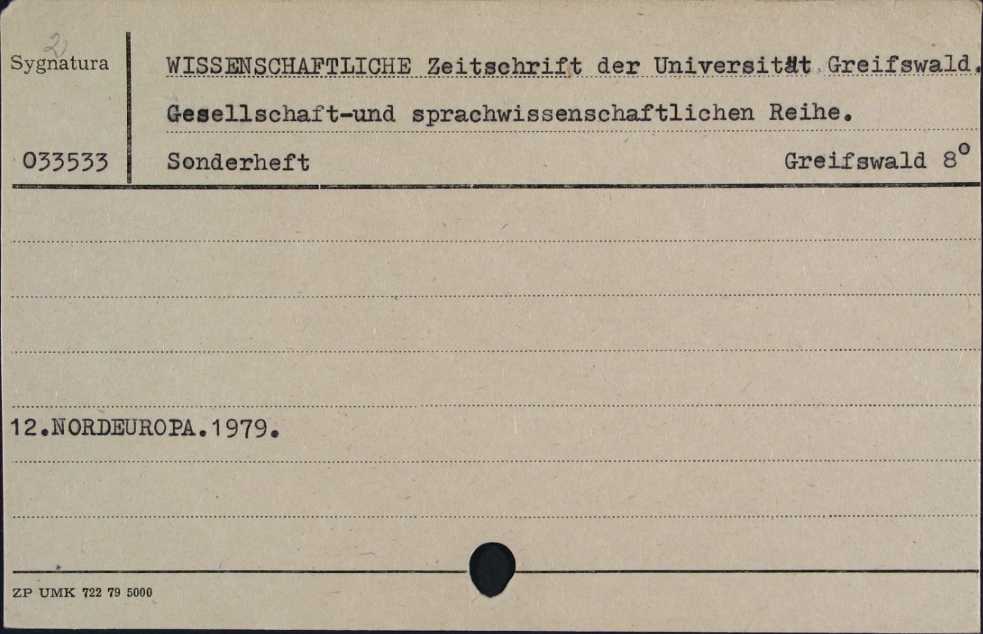 2)
Sygnatura
WISSENSCHAFTLICHE Zeitschrift der Universität Greifswald.
Gesellschaft-und sprachwissenschaftlichen Reihe.
033533 Sonderheft Greifswald 8°
12.NORDEUROPA.1979.
ZP UMK 722 79 5000